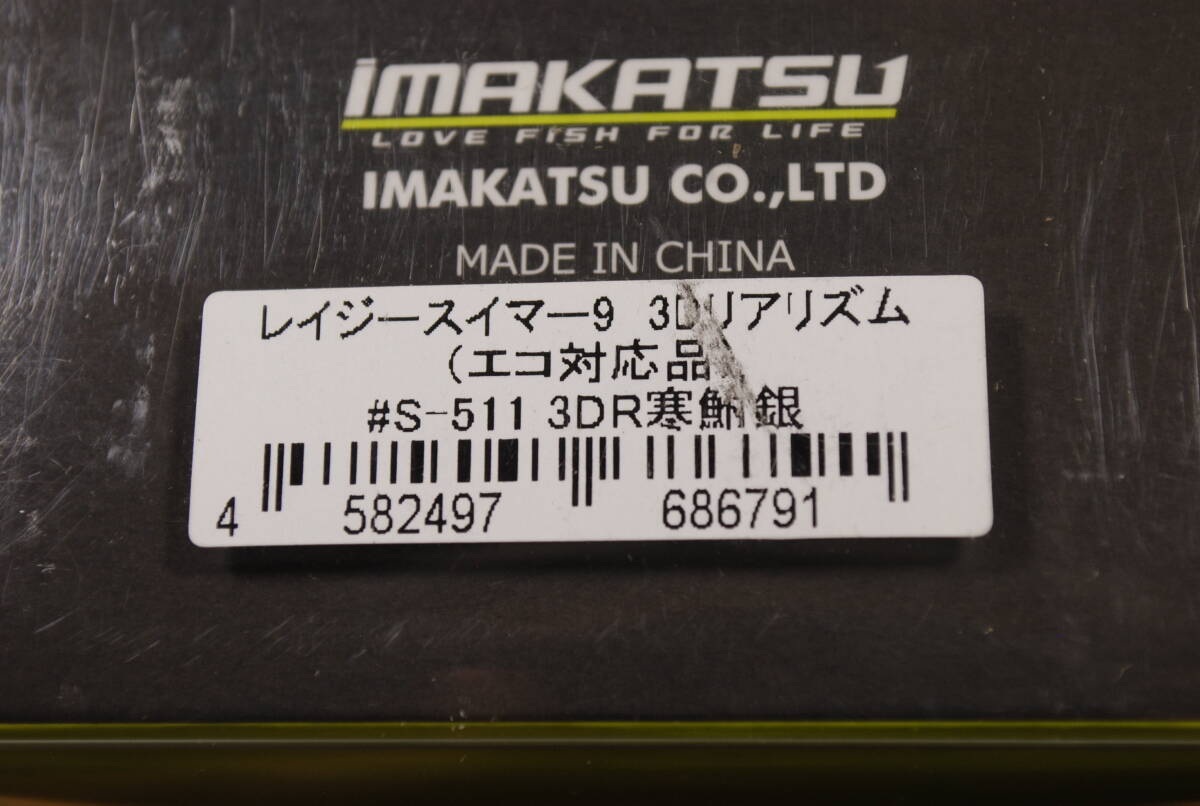 IMAKATSU
LOVE FISH FOR LIFE
IMAKATSU CO.,LTD
MADE IN CHINA
レイジースイマー9 3Dリアリズム
(エコ対応品)
#S-511 3DR寒鮒銀
4 582497 686791